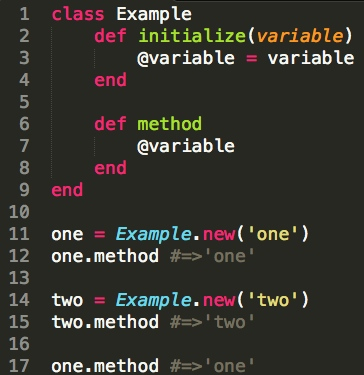 1 class Example
2     def initialize(variable)
3         @variable = variable
4     end
5
6     def method
7         @variable
8     end
9 end
10
11 one = Example.new('one')
12 one.method #=>'one'
13
14 two = Example.new('two')
15 two.method #=>'two'
16
17 one.method #=>'one'